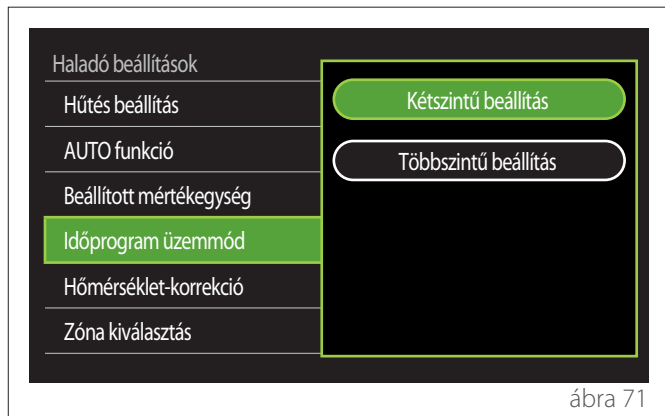 Haladó beállítások
Hűtés beállítás
AUTO funkció
Beállított mértékegység
Időprogram üzemmód
Hőmérséklet-korrekció
Zóna kiválasztás
Kétszintű beállítás
Többszintű beállítás
ábra 71